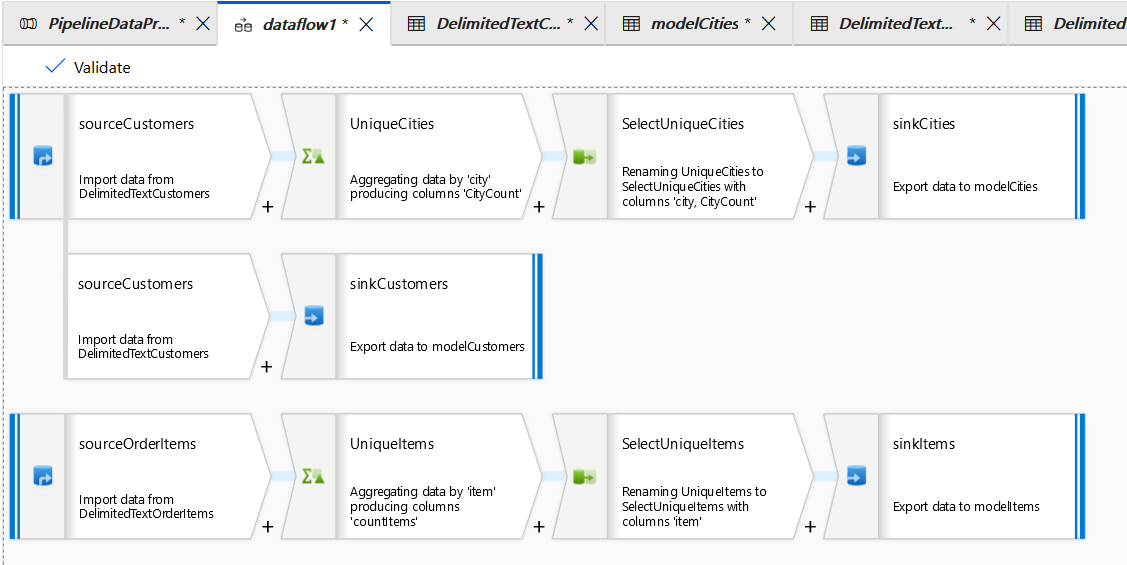 PipelineDataPr... *
dataflow1 *
DelimitedTextC... *
modelCities *
DelimitedText... *
Delimited
Validate
sourceCustomers
Import data from
DelimitedTextCustomers
+
UniqueCities
Aggregating data by 'city'
producing columns 'CityCount'
+
SelectUniqueCities
Renaming UniqueCities to
SelectUniqueCities with
columns 'city, CityCount'
+
sinkCities
Export data to modelCities
sourceCustomers
Import data from
DelimitedTextCustomers
+
sinkCustomers
Export data to modelCustomers
sourceOrderItems
Import data from
DelimitedTextOrderItems
+
UniqueItems
Aggregating data by 'item'
producing columns
'countItems'
+
SelectUniqueItems
Renaming UniqueItems to
SelectUniqueItems with
columns 'item'
+
sinkItems
Export data to modelItems